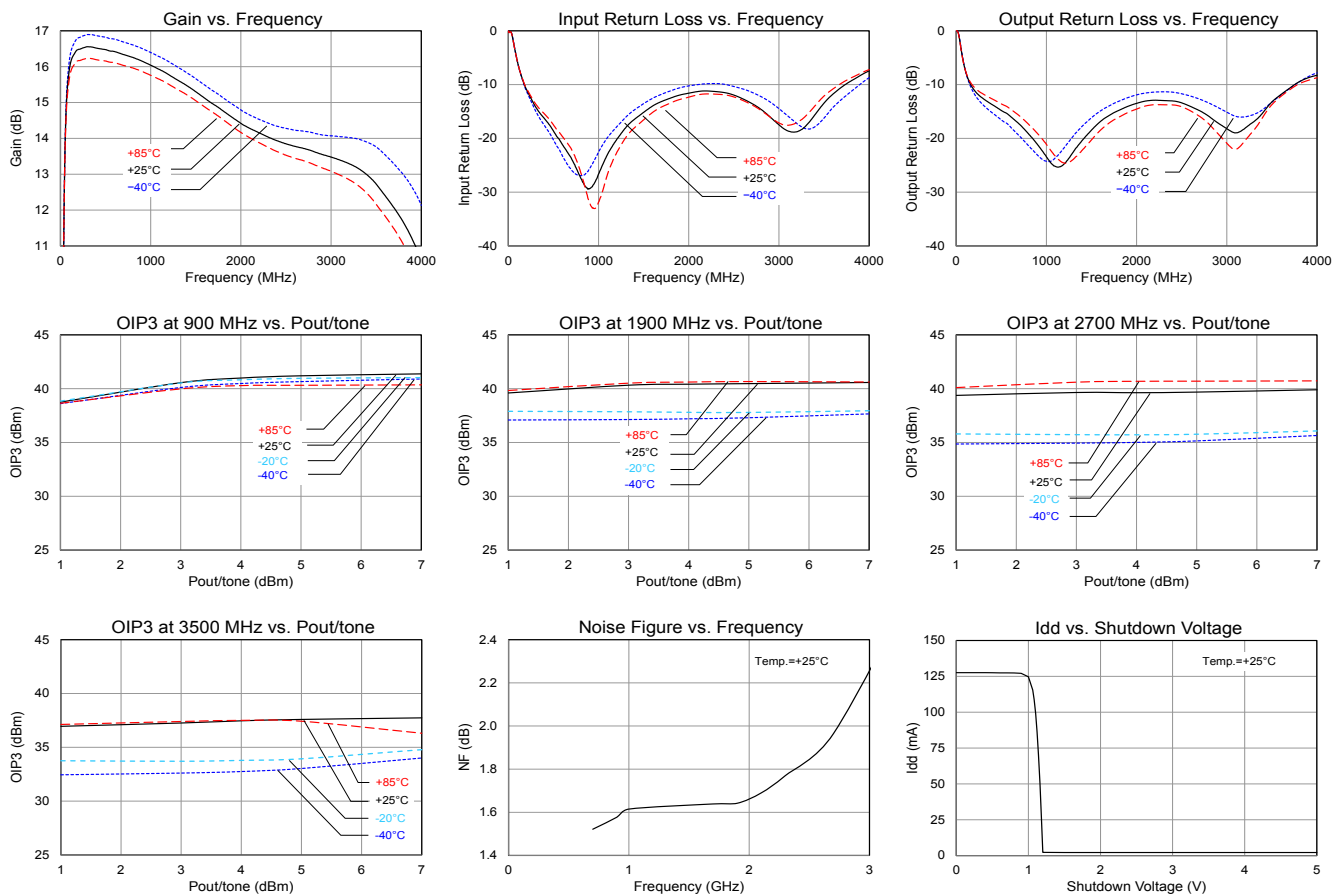 Gain vs. Frequency
17
16
15
14
13
12
11
Gain (dB)
+85°C
+25°C
−40°C
0
1000
2000
3000
4000
Frequency (MHz)
Input Return Loss vs. Frequency
0
-10
-20
-30
-40
Input Return Loss (dB)
+85°C
+25°C
−40°C
0
1000
2000
3000
4000
Frequency (MHz)
Output Return Loss vs. Frequency
0
-10
-20
-30
-40
Output Return Loss (dB)
+85°C
+25°C
−40°C
0
1000
2000
3000
4000
Frequency (MHz)
OIP3 at 900 MHz vs. Pout/tone
45
40
35
30
25
OIP3 (dBm)
+85°C
+25°C
-20°C
-40°C
1
2
3
4
5
6
7
Pout/tone (dBm)
OIP3 at 1900 MHz vs. Pout/tone
45
40
35
30
25
OIP3 (dBm)
+85°C
+25°C
-20°C
-40°C
1
2
3
4
5
6
7
Pout/tone (dBm)
OIP3 at 2700 MHz vs. Pout/tone
45
40
35
30
25
OIP3 (dBm)
+85°C
+25°C
-20°C
-40°C
1
2
3
4
5
6
7
Pout/tone (dBm)
OIP3 at 3500 MHz vs. Pout/tone
45
41
37
33
29
25
OIP3 (dBm)
+85°C
+25°C
-20°C
-40°C
1
2
3
4
5
6
7
Pout/tone (dBm)
Noise Figure vs. Frequency
2.4
2.2
2.0
1.8
1.6
1.4
NF (dB)
Temp.=+25°C
0
1
2
3
Frequency (GHz)
Idd vs. Shutdown Voltage
150
125
100
75
50
25
0
Idd (mA)
Temp.=+25°C
0
1
2
3
4
5
Shutdown Voltage (V)